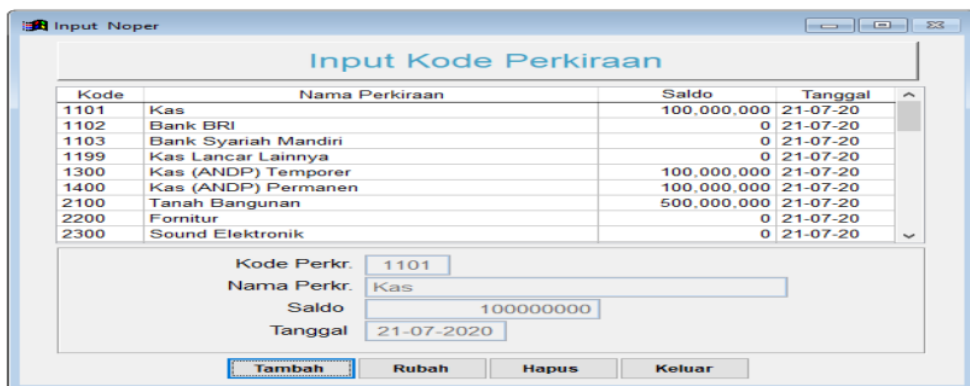 Input Noper
Input Kode Perkiraan
Kode Nama Perkiraan Saldo Tanggal
1101 Kas 100,000,000 21-07-20
1102 Bank BRI 0 21-07-20
1103 Bank Syariah Mandiri 0 21-07-20
1199 Kas Lancar Lainnya 0 21-07-20
1300 Kas (ANDP) Temporer 100,000,000 21-07-20
1400 Kas (ANDP) Permanen 100,000,000 21-07-20
2100 Tanah Bangunan 500,000,000 21-07-20
2200 Fornitur 0 21-07-20
2300 Sound Elektronik 0 21-07-20
Kode Perkr. 1101
Nama Perkr. Kas
Saldo 100000000
Tanggal 21-07-2020
Tambah Rubah Hapus Keluar